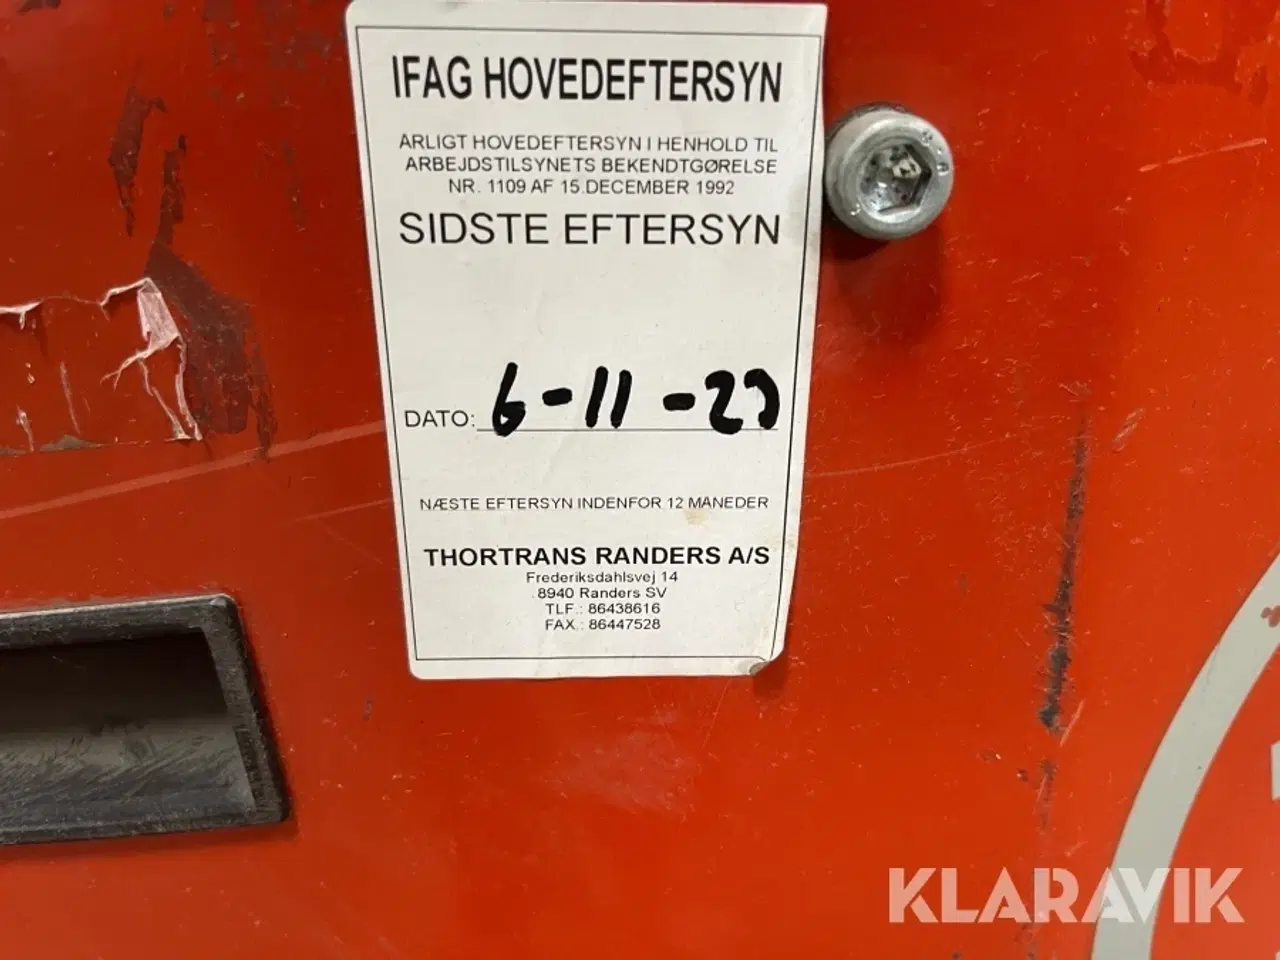 IFAG HOVEDEFTERSYN
ÅRLIGT HOVEDEFTERSYN I HENHOLD TIL
ARBEJDSTILSYNETS BEKENDTGØRELSE
NR. 1109 AF 15.DECEMBER 1992
SIDSTE EFTERSYN
DATO: 6-11-23
NÆSTE EFTERSYN INDENFOR 12 MÅNEDER
THORTRANS RANDERS A/S
Frederiksdahlsvej 14
8940 Randers SV
TLF.: 86438616
FAX.: 86447528
KLARAVIK